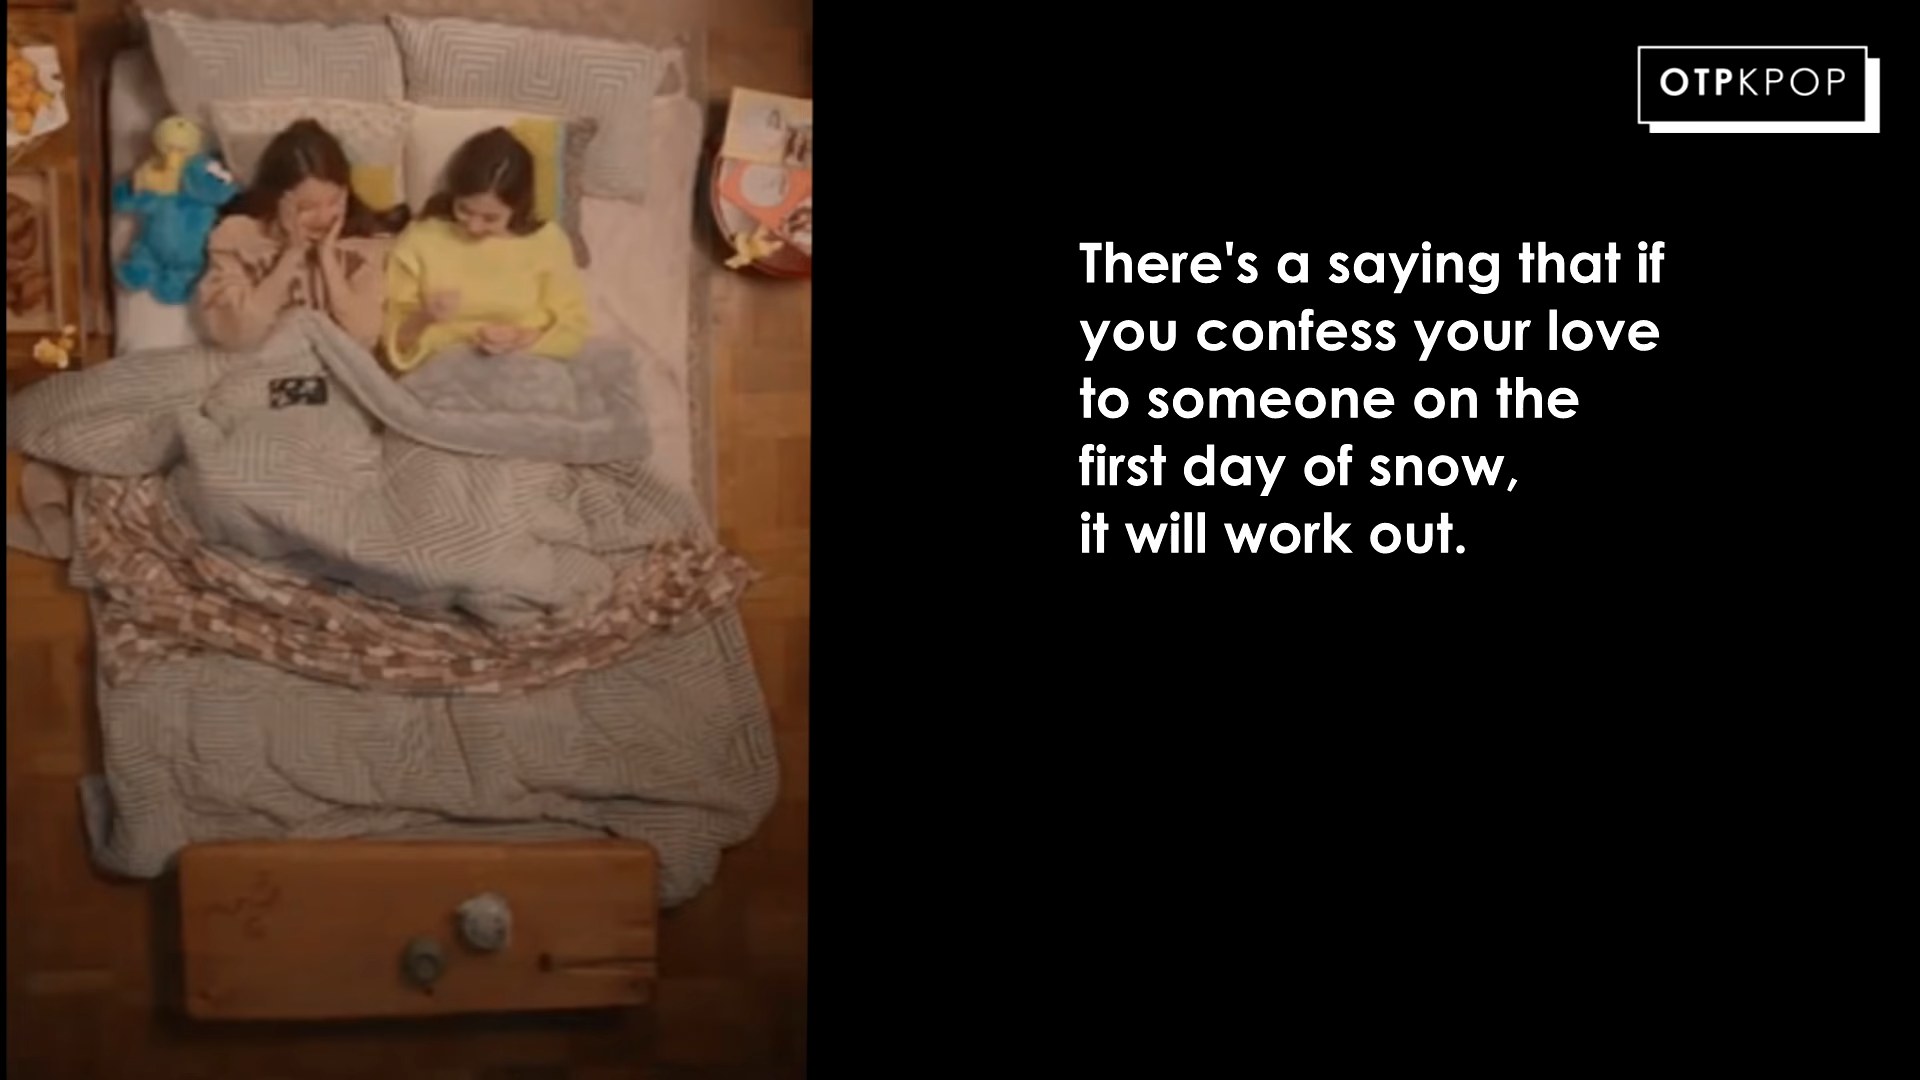 OTPKPOP
There's a saying that if
you confess your love
to someone on the
first day of snow,
it will work out.